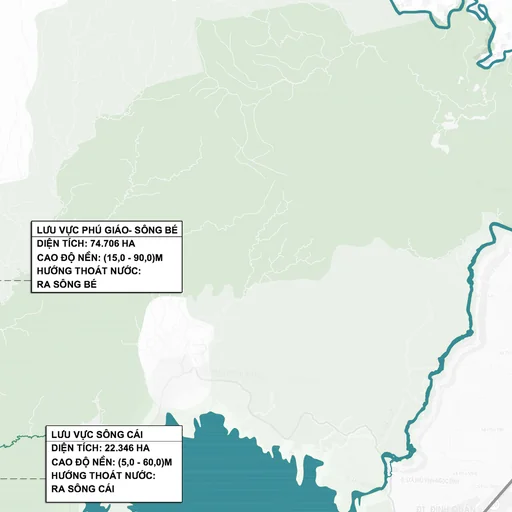 LƯU VỰC PHÚ GIÁO- SÔNG BÉ
DIỆN TÍCH: 74.706 HA
CAO ĐỘ NỀN: (15,0 - 90,0)M
HƯỚNG THOÁT NƯỚC:
RA SÔNG BÉ
LƯU VỰC SÔNG CÁI
DIỆN TÍCH: 22.346 HA
CAO ĐỘ NỀN: (5,0 - 60,0)M
HƯỚNG THOÁT NƯỚC:
RA SÔNG CÁI